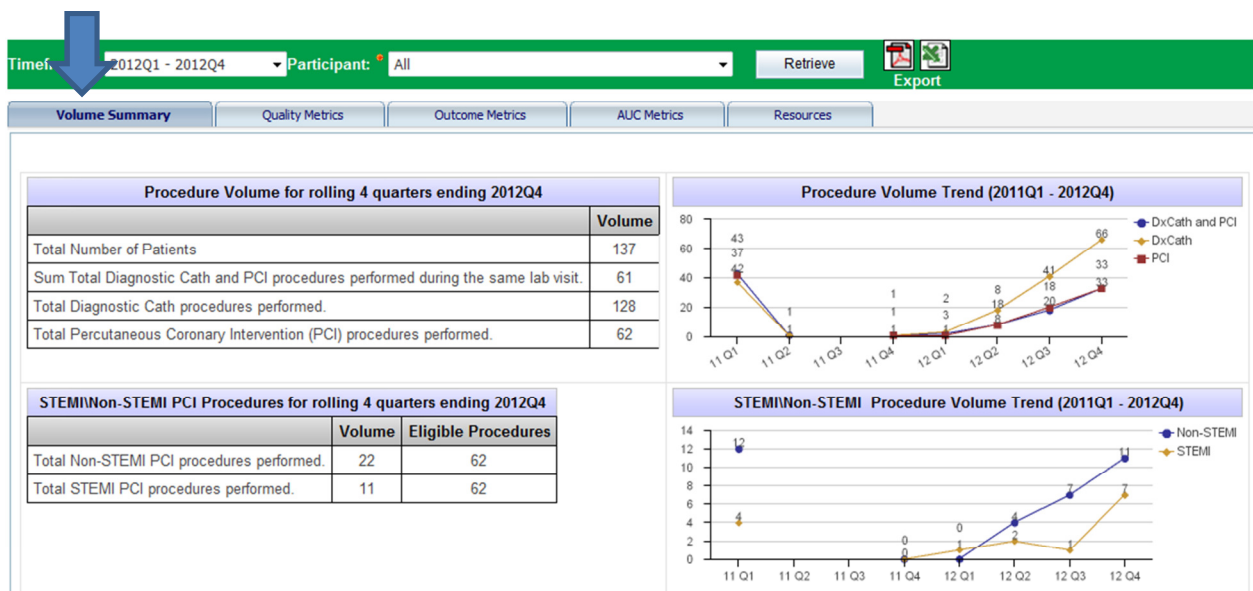 Timef 2012Q1 - 2012Q4 Participant: * All Retrieve Export
Volume Summary Quality Metrics Outcome Metrics AUC Metrics Resources
Procedure Volume for rolling 4 quarters ending 2012Q4
Volume
Total Number of Patients 137
Sum Total Diagnostic Cath and PCI procedures performed during the same lab visit. 61
Total Diagnostic Cath procedures performed. 128
Total Percutaneous Coronary Intervention (PCI) procedures performed. 62
Procedure Volume Trend (2011Q1 - 2012Q4)
80
60
40
20
0
43
37
42
1
1
1
1
1
2
3
1
8
18
8
41
18
20
66
33
33
11 Q1 11 Q2 11 Q3 11 Q4 12 Q1 12 Q2 12 Q3 12 Q4
DxCath and PCI
DxCath
PCI
STEMI\Non-STEMI PCI Procedures for rolling 4 quarters ending 2012Q4
Volume Eligible Procedures
Total Non-STEMI PCI procedures performed. 22 62
Total STEMI PCI procedures performed. 11 62
STEMI\Non-STEMI Procedure Volume Trend (2011Q1 - 2012Q4)
14
12
10
8
6
4
2
0
12
4
0
0
0
1
4
2
7
1
11
7
11 Q1 11 Q2 11 Q3 11 Q4 12 Q1 12 Q2 12 Q3 12 Q4
Non-STEMI
STEMI